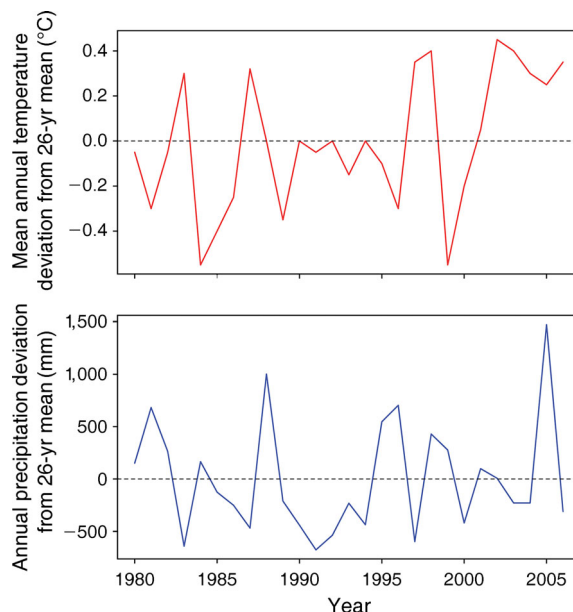 Mean annual temperature
deviation from 26-yr mean (°C)
0.4
0.2
0.0
−0.2
−0.4
Annual precipitation deviation
from 26-yr mean (mm)
1,500
1,000
500
0
−500
1980 1985 1990 1995 2000 2005
Year